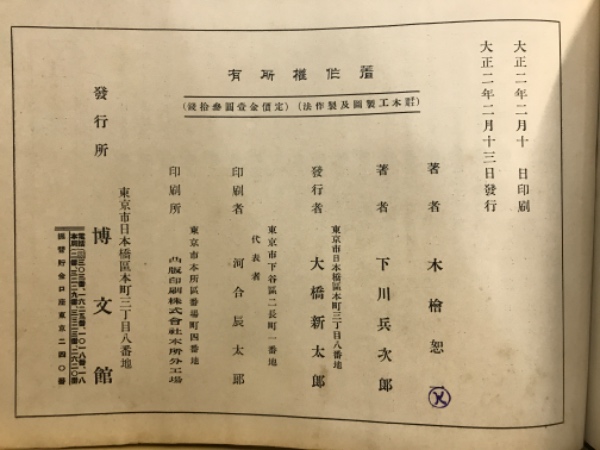 大正二年二月十　日印刷
大正二年二月十三日發行
著作權所有
木工製圖及製作法
(定價金壹圓參拾錢)
著者　木檜恕一
著者　下川兵次郎
東京市日本橋區本町三丁目八番地
發行者　大橋新太郎
東京市下谷區二長町一番地
代表者
印刷者　河合辰太郎
東京市本所區番場町四番地
印刷所　凸版印刷株式會社本所分工場
發行所
東京市日本橋區本町三丁目八番地
博文館
振替貯金口座東京二四〇番